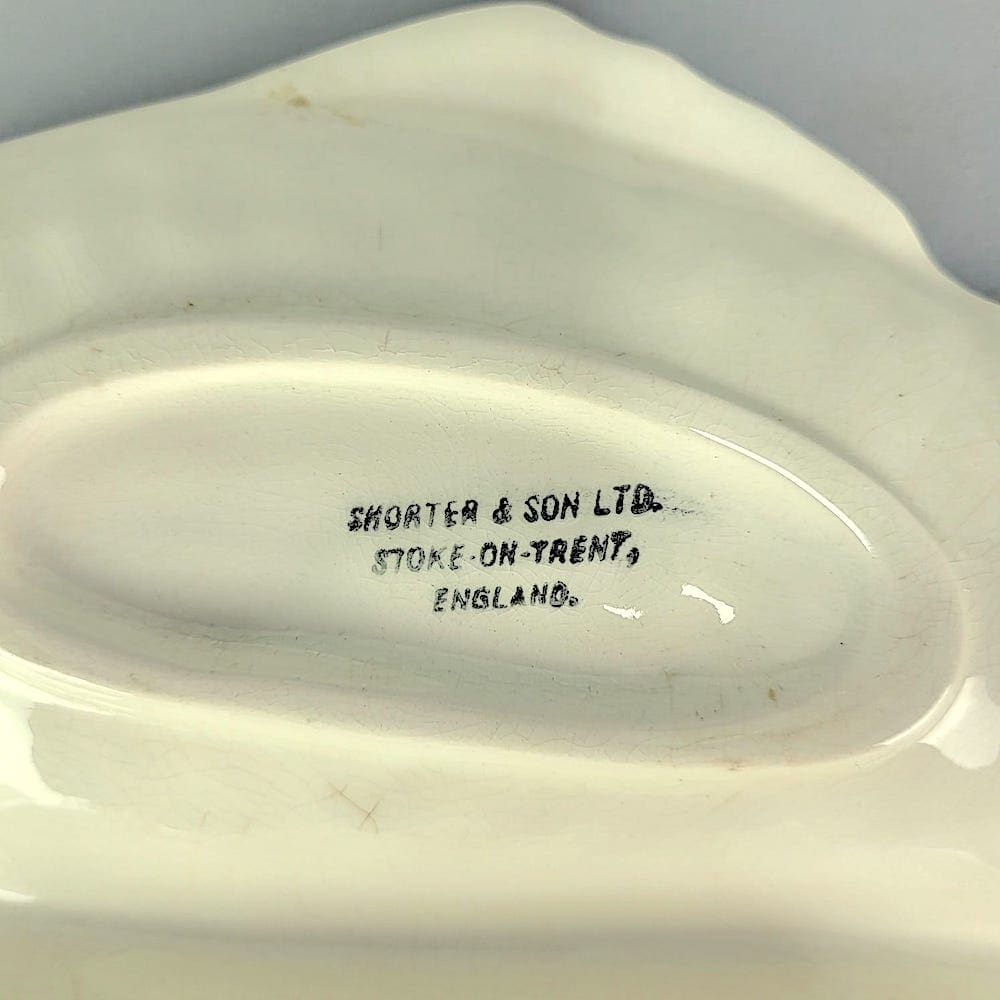 SHORTER & SON LTD.
STOKE-ON-TRENT,
ENGLAND.